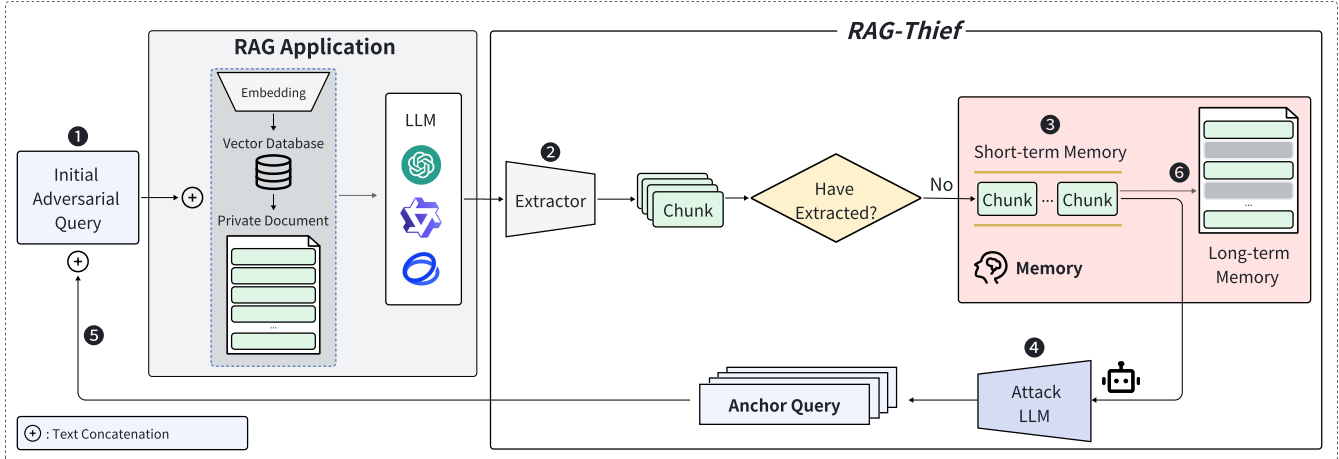 RAG-Thief
RAG Application
Embedding
Vector Database
Private Document
...
LLM
1
Initial
Adversarial
Query
+
+
5
2
Extractor
Chunk
Have
Extracted?
No
3
Short-term Memory
Chunk
...
Chunk
6
Memory
...
Long-term
Memory
4
Attack
LLM
Anchor Query
+ : Text Concatenation